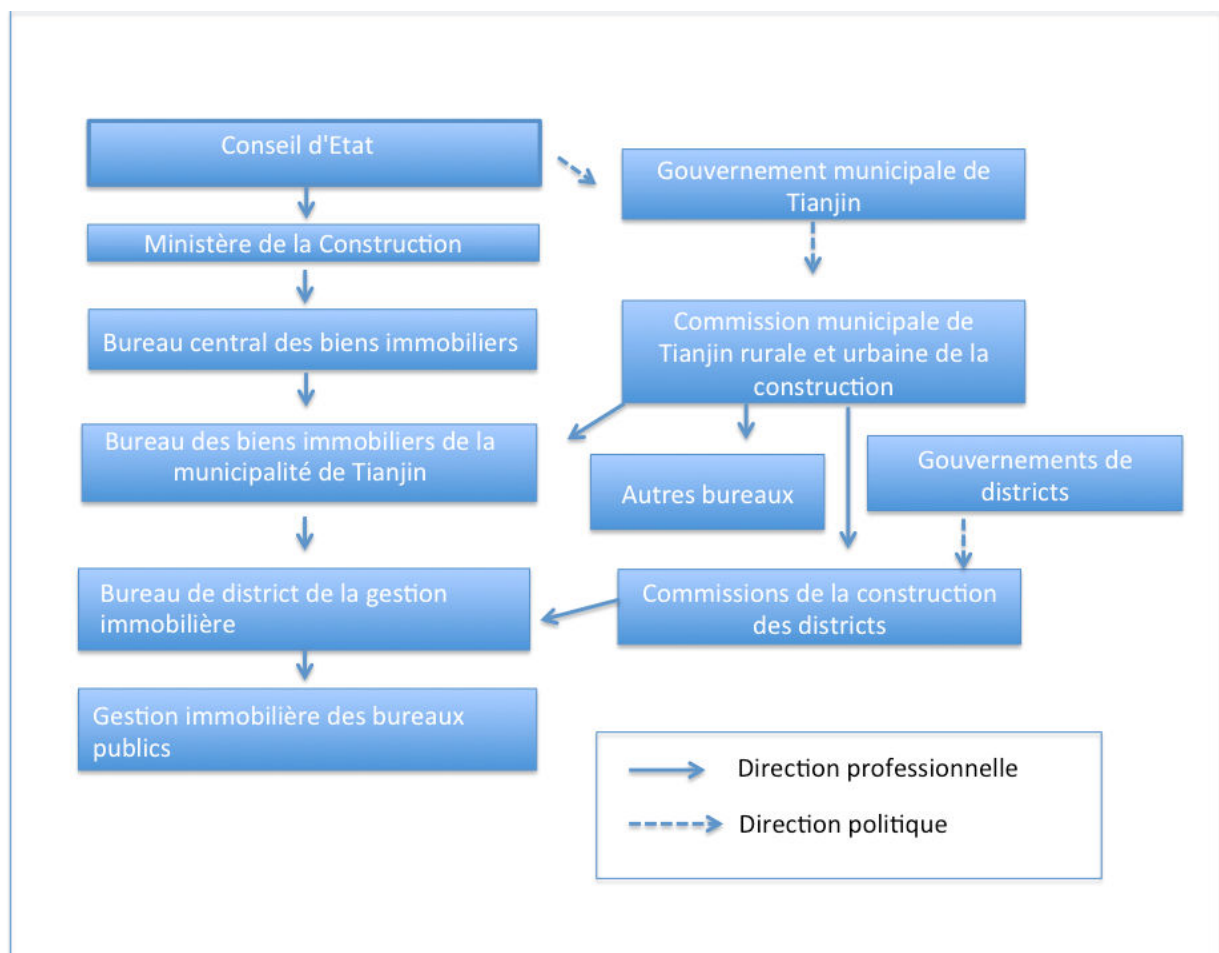 Conseil d'Etat
Gouvernement municipale de
Tianjin
Ministère de la Construction
Bureau central des biens immobiliers
Commission municipale de
Tianjin rurale et urbaine de la
construction
Bureau des biens immobiliers de la
municipalité de Tianjin
Autres bureaux
Gouvernements de
districts
Bureau de district de la gestion
immobilière
Commissions de la construction
des districts
Gestion immobilière des bureaux
publics
Direction professionnelle
Direction politique